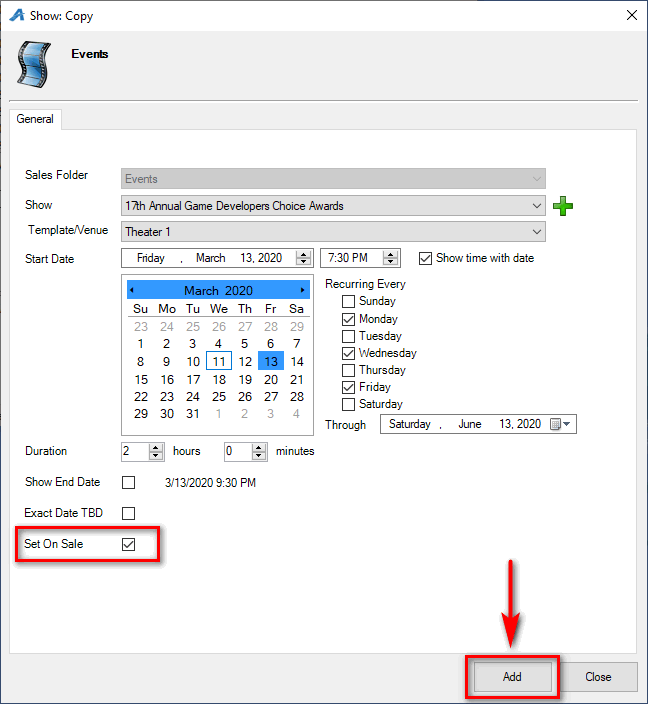 Show: Copy
Events
General
Sales Folder Events
Show 17th Annual Game Developers Choice Awards
Template/Venue Theater 1
Start Date Friday , March 13, 2020 7:30 PM Show time with date
March 2020
Su Mo Tu We Th Fr Sa
23 24 25 26 27 28 29
1 2 3 4 5 6 7
8 9 10 11 12 13 14
15 16 17 18 19 20 21
22 23 24 25 26 27 28
29 30 31 1 2 3 4
Recurring Every
Sunday
Monday
Tuesday
Wednesday
Thursday
Friday
Saturday
Through Saturday , June 13, 2020
Duration 2 hours 0 minutes
Show End Date 3/13/2020 9:30 PM
Exact Date TBD
Set On Sale
Add Close